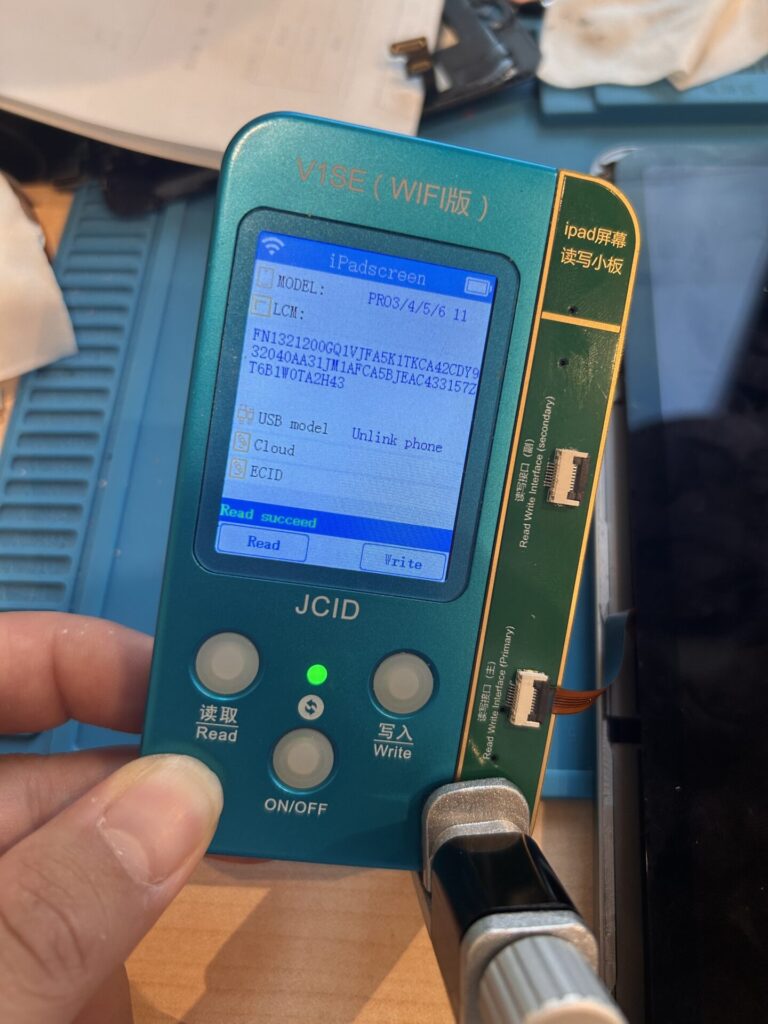 V1SE ( WIFI版 )
ipad屏幕
读写小板
iPadscreen
MODEL:
PRO3/4/5/6 11
LCM:
FN1321200GQ1VJFA5K1TKCA42CDY9
32040AA31JM1AFCA5BJEAC433157Z
T6B1W0TA2H43
USB model
Unlink phone
Cloud
ECID
Read succeed
Read
Write
读写接口（副）
Read Write Interface (secondary)
读写接口（主）
Read Write Interface (Primary)
JCID
读取
Read
写入
Write
ON/OFF